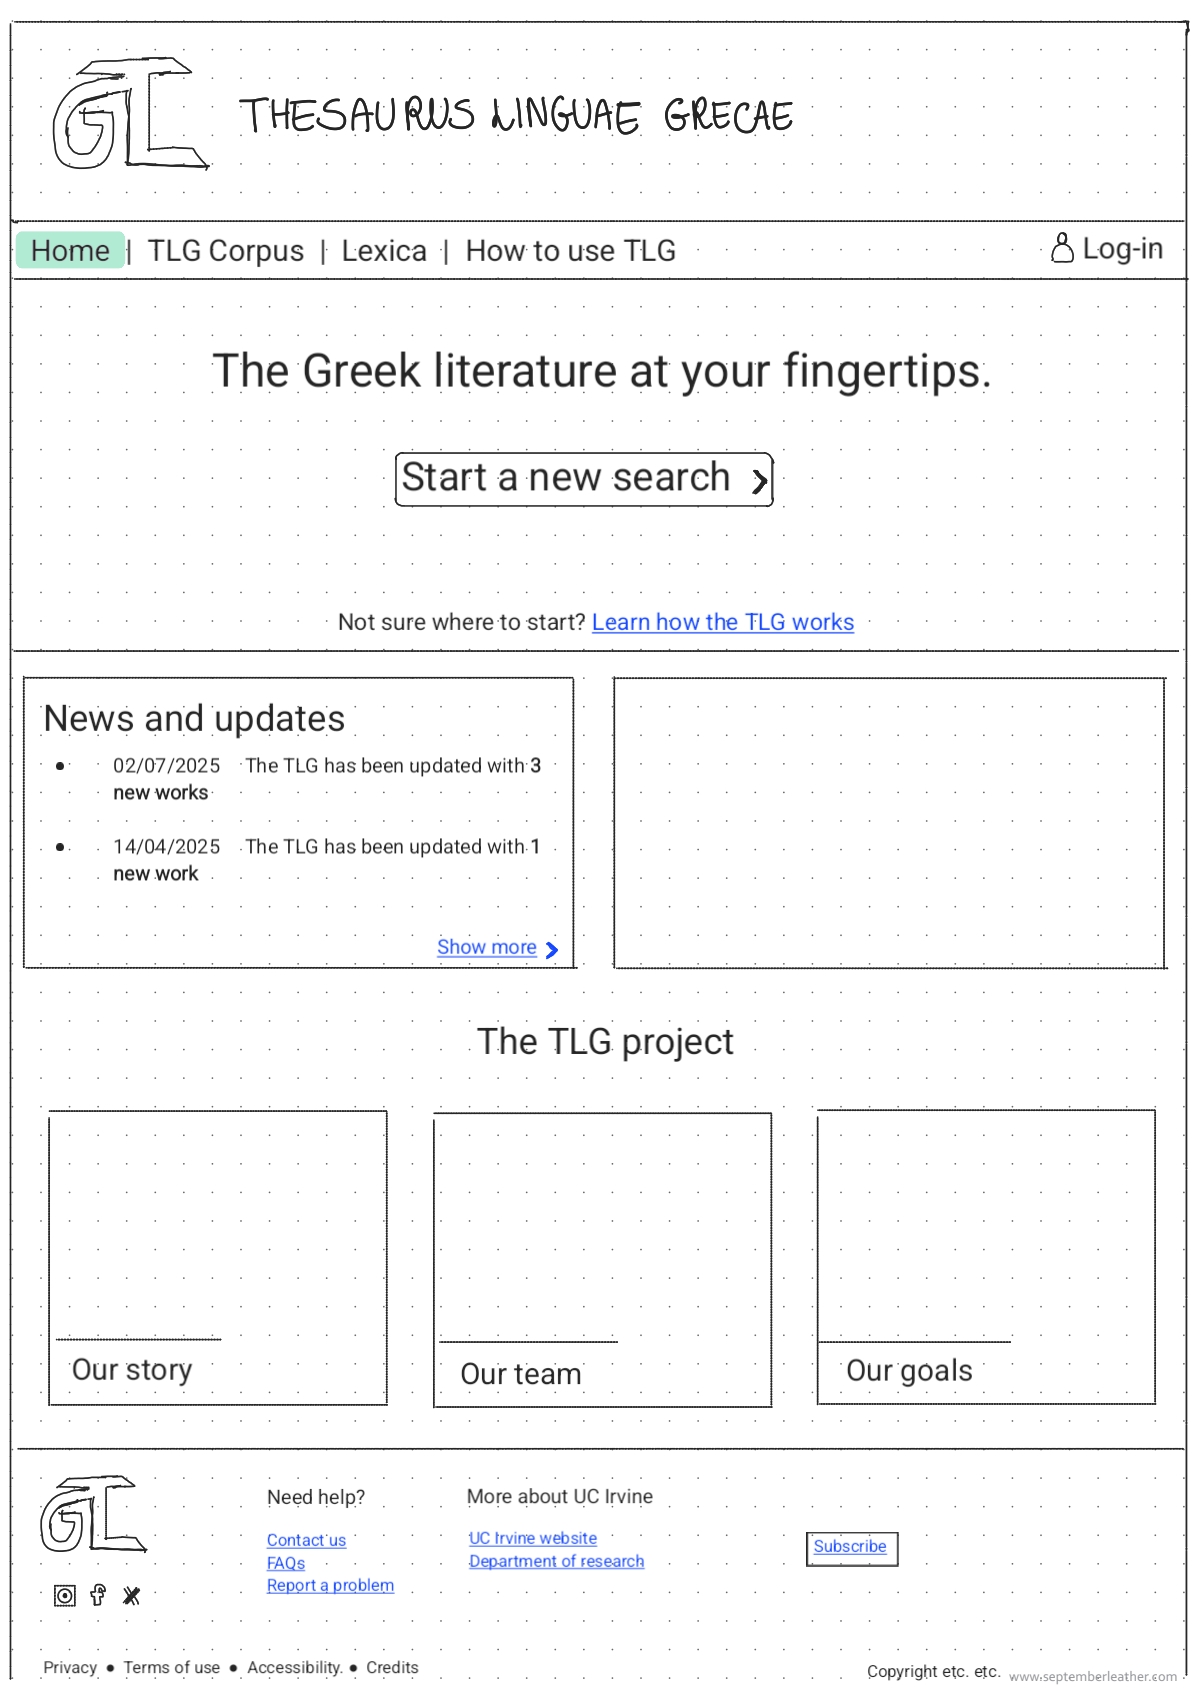 GTL
THESAURUS LINGUAE GRECAE
Home | TLG Corpus | Lexica | How to use TLG
Log-in
The Greek literature at your fingertips.
Start a new search
Not sure where to start? Learn how the TLG works
News and updates
• 02/07/2025 The TLG has been updated with 3
new works
• 14/04/2025 The TLG has been updated with 1
new work
Show more
The TLG project
Our story
Our team
Our goals
GTL
Need help?
Contact us
FAQs
Report a problem
More about UC Irvine
UC Irvine website
Department of research
Subscribe
Privacy • Terms of use • Accessibility. • Credits
Copyright etc. etc.
www.septemberleather.com